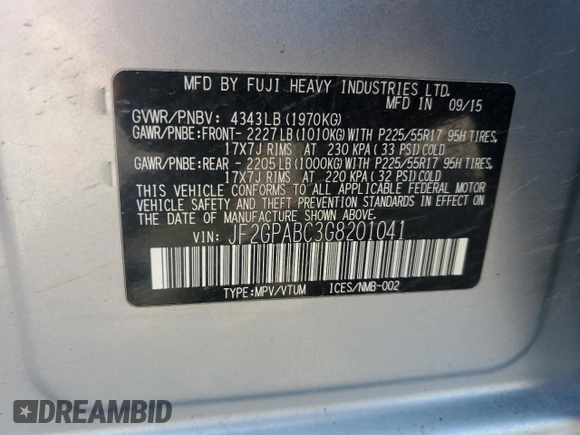 MFD BY FUJI HEAVY INDUSTRIES LTD.
MFD IN 09/15
GVWR/PNBV: 4343LB(1970KG)
GAWR/PNBE:FRONT- 2227LB(1010KG)WITH P225/55R17 95H TIRES,
17X7J RIMS AT 230 KPA(33 PSI)COLD
GAWR/PNBE:REAR - 2205LB(1000KG)WITH P225/55R17 95H TIRES,
17X7J RIMS AT 220 KPA(32 PSI)COLD
THIS VEHICLE CONFORMS TO ALL APPLICABLE FEDERAL MOTOR
VEHICLE SAFETY AND BUMPER STANDARDS IN EFFECT ON
THE DATE OF MANUFACTURE SHOWN ABOVE.
VIN: JF2GPABC3G8201041
TYPE:MPV/VTUM ICES/NMB-002
DREAMBID